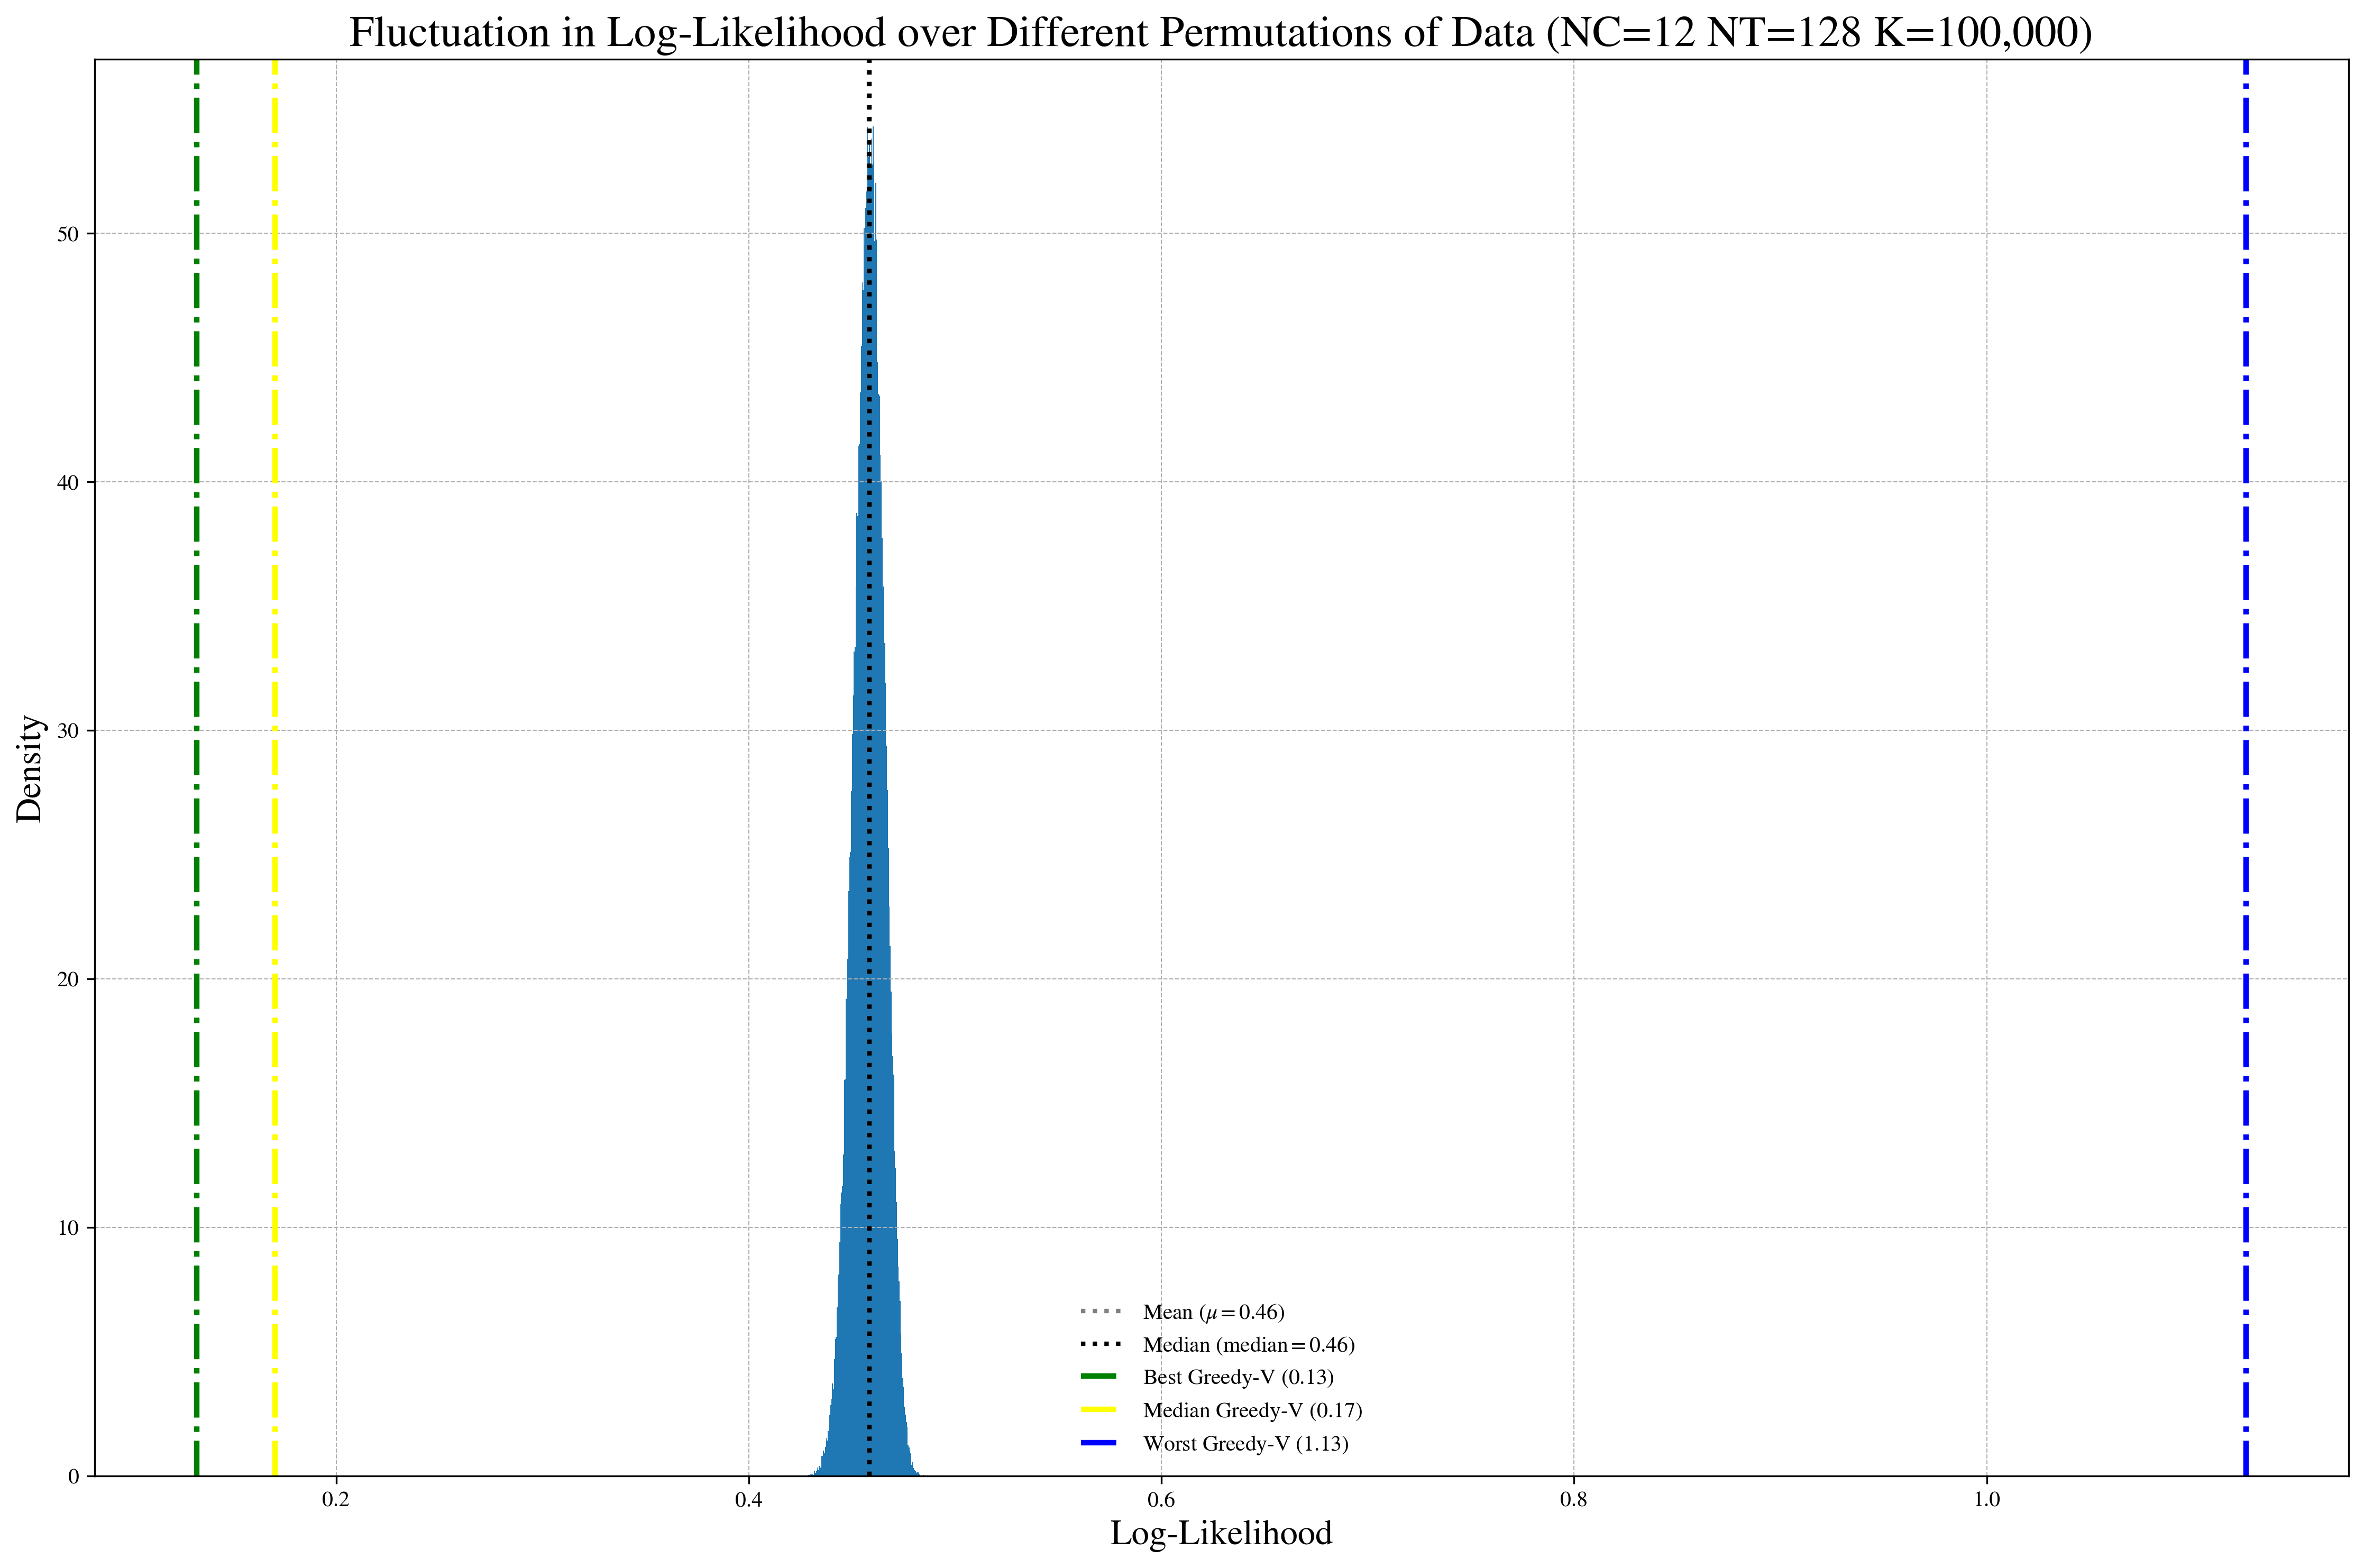 Fluctuation in Log-Likelihood over Different Permutations of Data (NC=12 NT=128 K=100,000)
Density
50
40
30
20
10
0
Mean (μ = 0.46)
Median (median = 0.46)
Best Greedy-V (0.13)
Median Greedy-V (0.17)
Worst Greedy-V (1.13)
0.2 0.4 0.6 0.8 1.0
Log-Likelihood